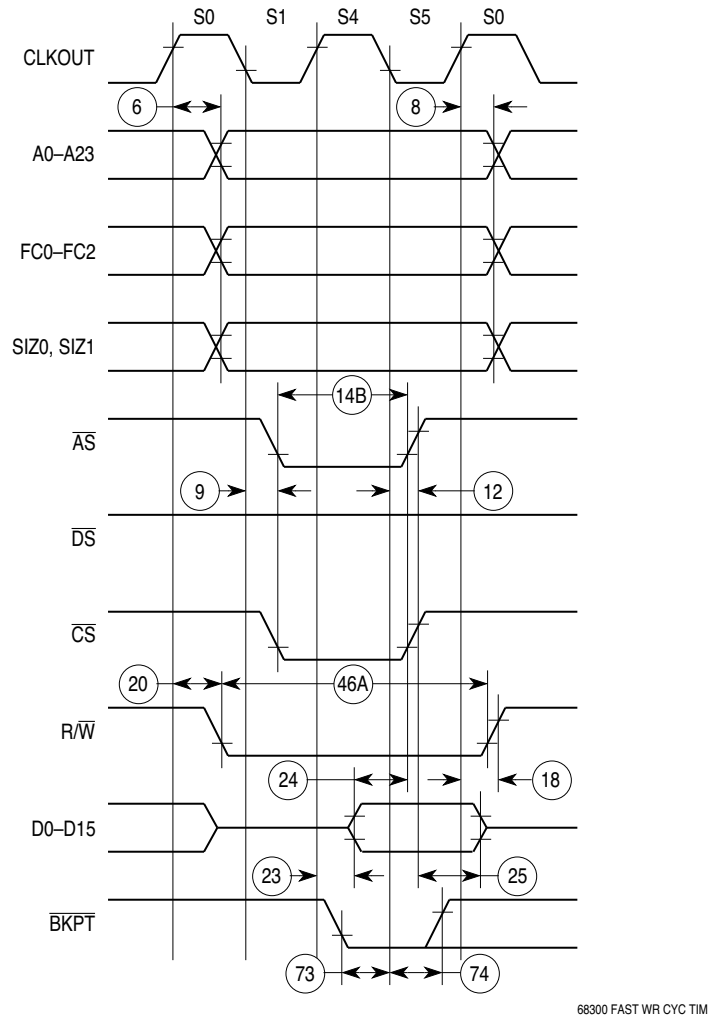 S0 S1 S4 S5 S0
CLKOUT
6 8
A0–A23
FC0–FC2
SIZ0, SIZ1
14B
AS
9 12
DS
CS
20 46A
R/W
24 18
D0–D15
23 25
BKPT
73 74
68300 FAST WR CYC TIM